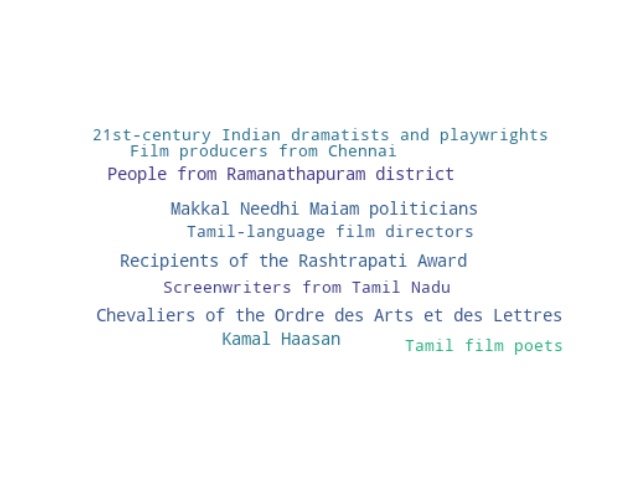 21st-century Indian dramatists and playwrights
Film producers from Chennai
People from Ramanathapuram district
Makkal Needhi Maiam politicians
Tamil-language film directors
Recipients of the Rashtrapati Award
Screenwriters from Tamil Nadu
Chevaliers of the Ordre des Arts et des Lettres
Kamal Haasan
Tamil film poets